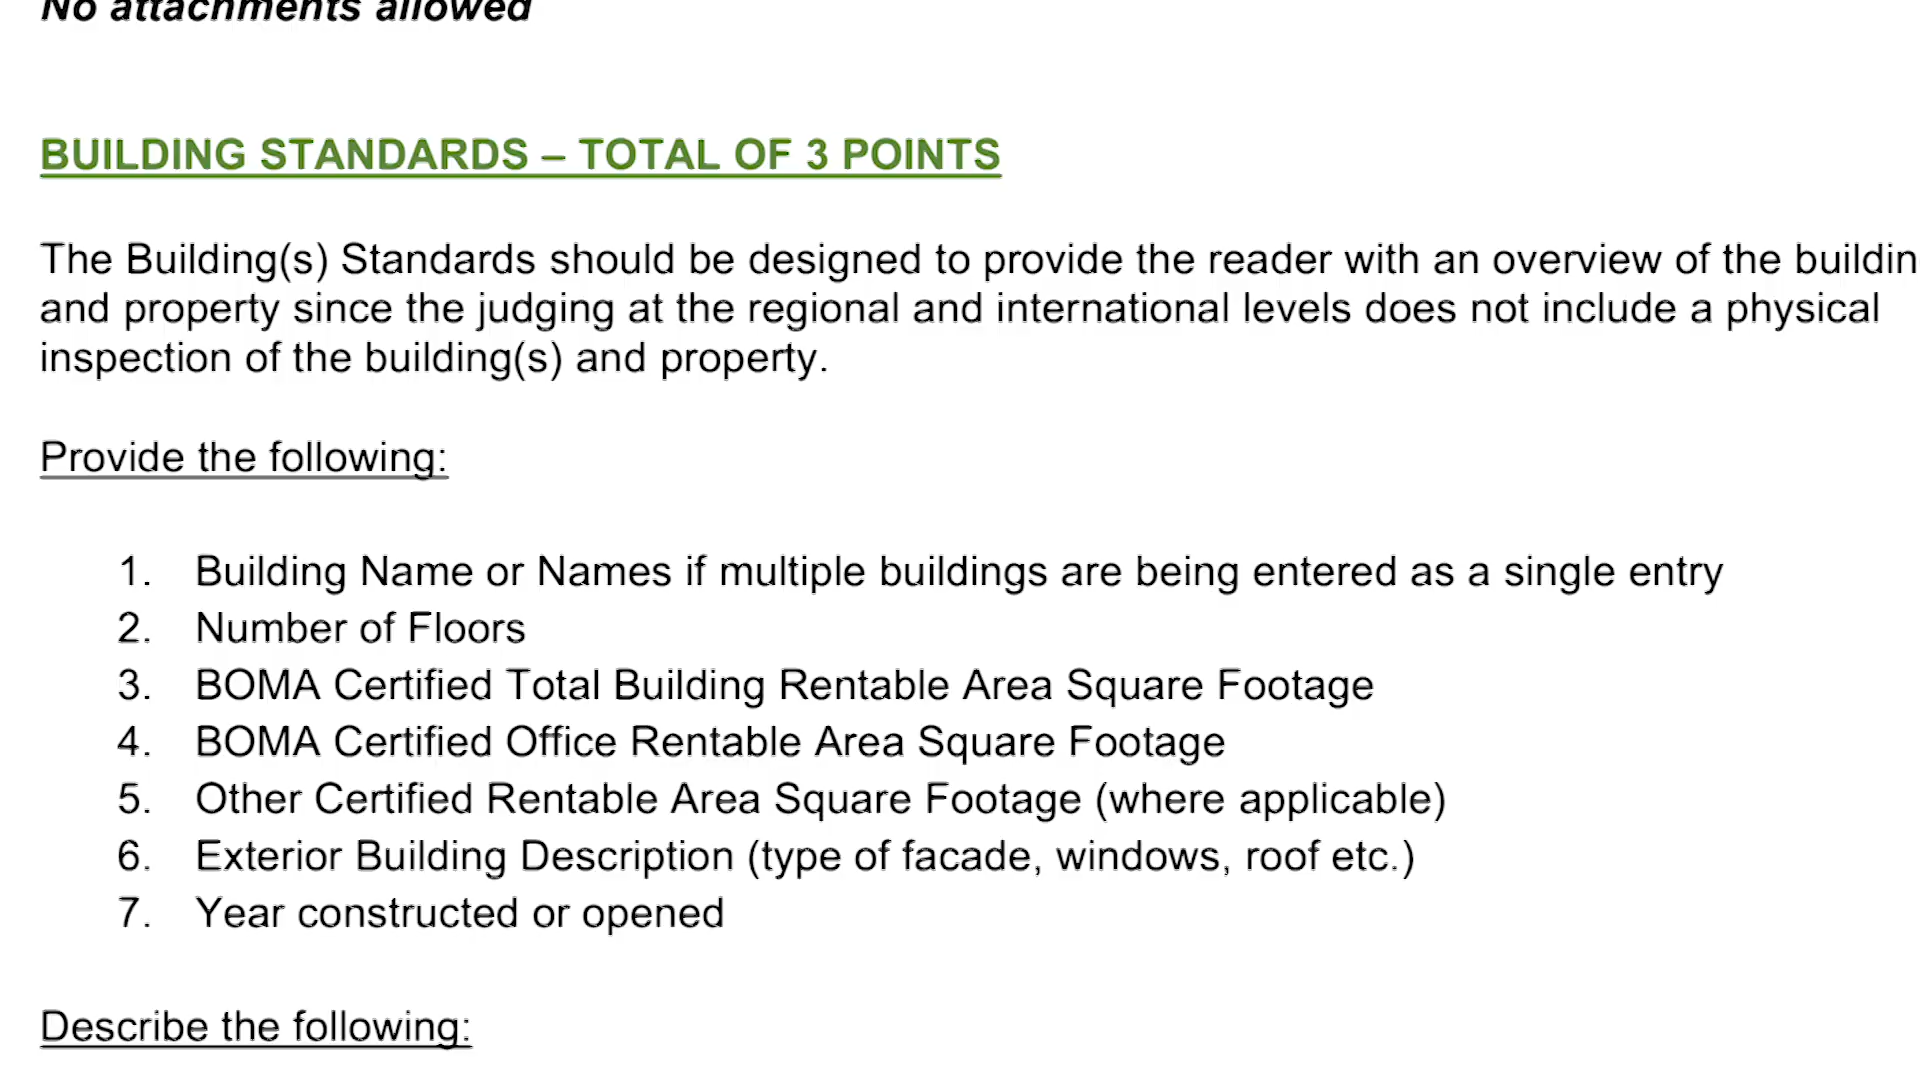 No attachments allowed
BUILDING STANDARDS – TOTAL OF 3 POINTS
The Building(s) Standards should be designed to provide the reader with an overview of the buildin
and property since the judging at the regional and international levels does not include a physical
inspection of the building(s) and property.
Provide the following:
1. Building Name or Names if multiple buildings are being entered as a single entry
2. Number of Floors
3. BOMA Certified Total Building Rentable Area Square Footage
4. BOMA Certified Office Rentable Area Square Footage
5. Other Certified Rentable Area Square Footage (where applicable)
6. Exterior Building Description (type of facade, windows, roof etc.)
7. Year constructed or opened
Describe the following: